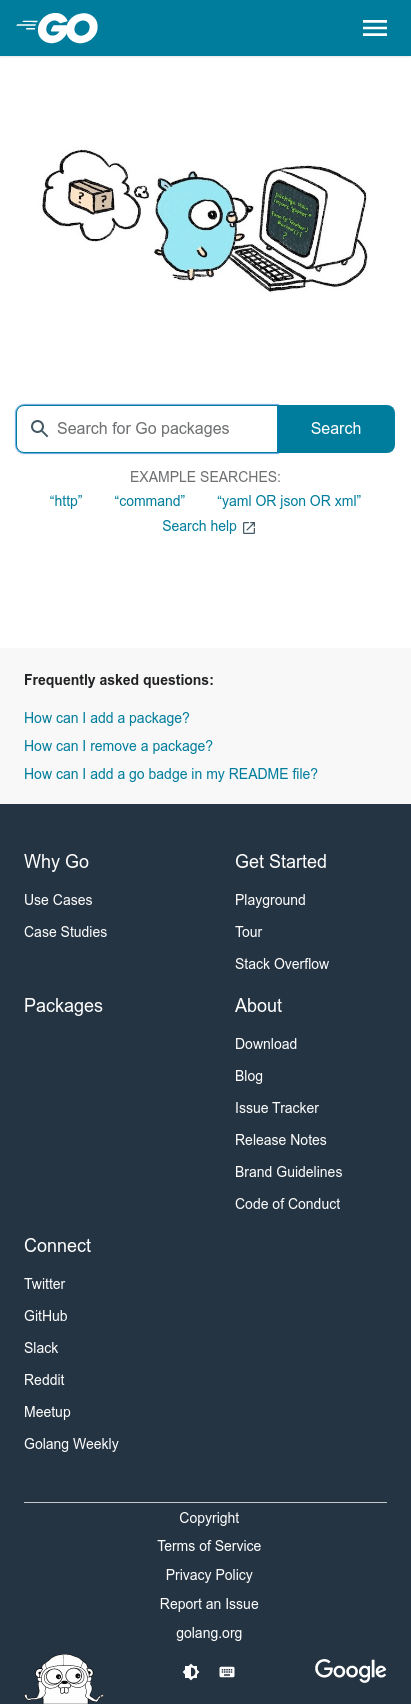 GO
? ?
Search for Go packages
Search
EXAMPLE SEARCHES:
“http” “command” “yaml OR json OR xml”
Search help
Frequently asked questions:
How can I add a package?
How can I remove a package?
How can I add a go badge in my README file?
Why Go
Use Cases
Case Studies
Get Started
Playground
Tour
Stack Overflow
Packages
About
Download
Blog
Issue Tracker
Release Notes
Brand Guidelines
Code of Conduct
Connect
Twitter
GitHub
Slack
Reddit
Meetup
Golang Weekly
Copyright
Terms of Service
Privacy Policy
Report an Issue
golang.org
Google